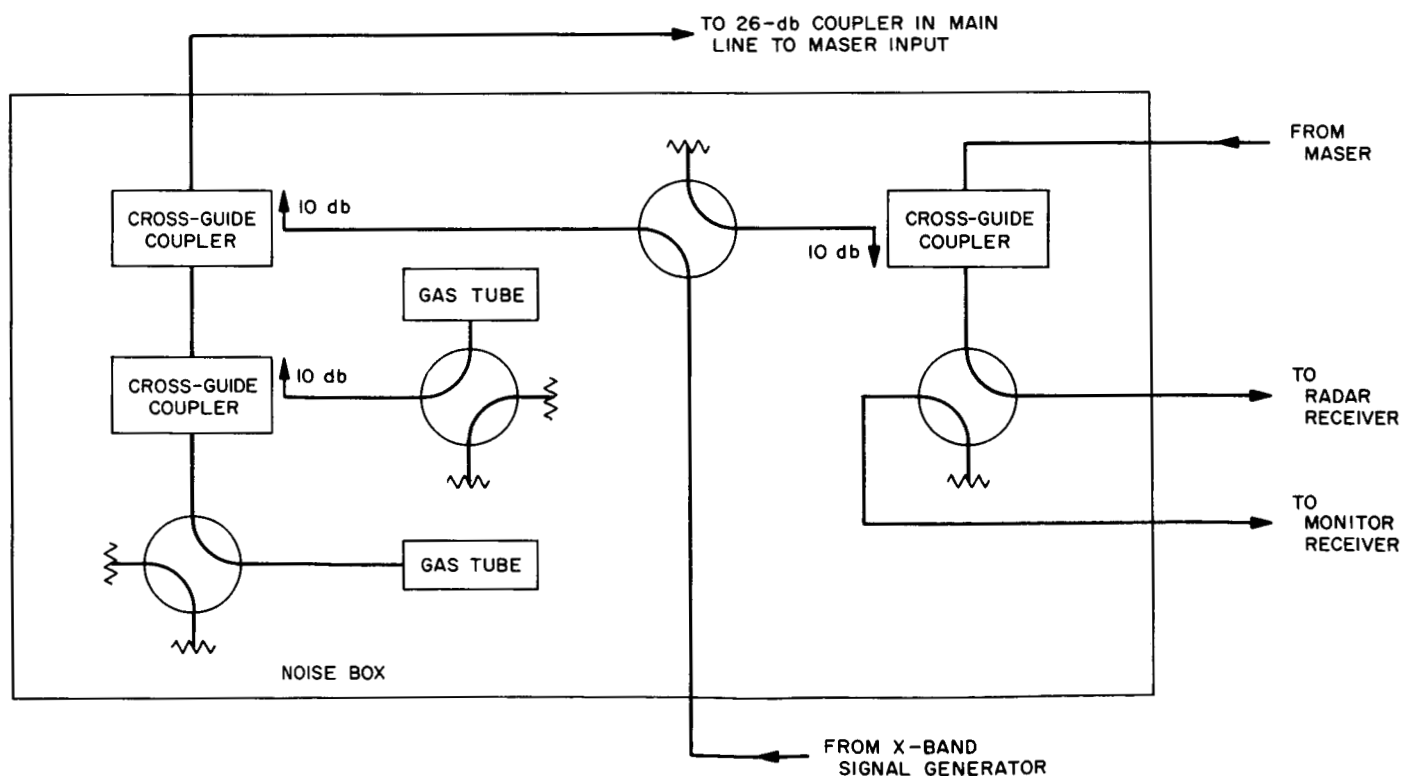 TO 26-db COUPLER IN MAIN
LINE TO MASER INPUT
FROM
MASER
CROSS-GUIDE
COUPLER
10 db
10 db
CROSS-GUIDE
COUPLER
GAS TUBE
CROSS-GUIDE
COUPLER
10 db
TO
RADAR
RECEIVER
TO
MONITOR
RECEIVER
GAS TUBE
NOISE BOX
FROM X-BAND
SIGNAL GENERATOR